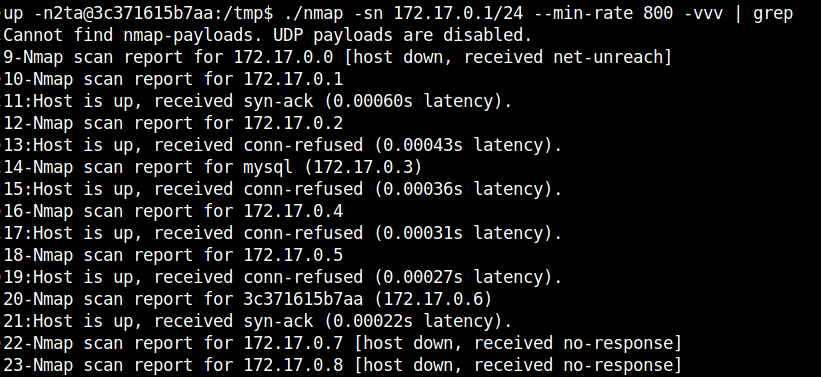 up -n2ta@3c371615b7aa:/tmp$ ./nmap -sn 172.17.0.1/24 --min-rate 800 -vvv | grep
Cannot find nmap-payloads. UDP payloads are disabled.
9-Nmap scan report for 172.17.0.0 [host down, received net-unreach]
10-Nmap scan report for 172.17.0.1
11:Host is up, received syn-ack (0.00060s latency).
12-Nmap scan report for 172.17.0.2
13:Host is up, received conn-refused (0.00043s latency).
14-Nmap scan report for mysql (172.17.0.3)
15:Host is up, received conn-refused (0.00036s latency).
16-Nmap scan report for 172.17.0.4
17:Host is up, received conn-refused (0.00031s latency).
18-Nmap scan report for 172.17.0.5
19:Host is up, received conn-refused (0.00027s latency).
20-Nmap scan report for 3c371615b7aa (172.17.0.6)
21:Host is up, received syn-ack (0.00022s latency).
22-Nmap scan report for 172.17.0.7 [host down, received no-response]
23-Nmap scan report for 172.17.0.8 [host down, received no-response]